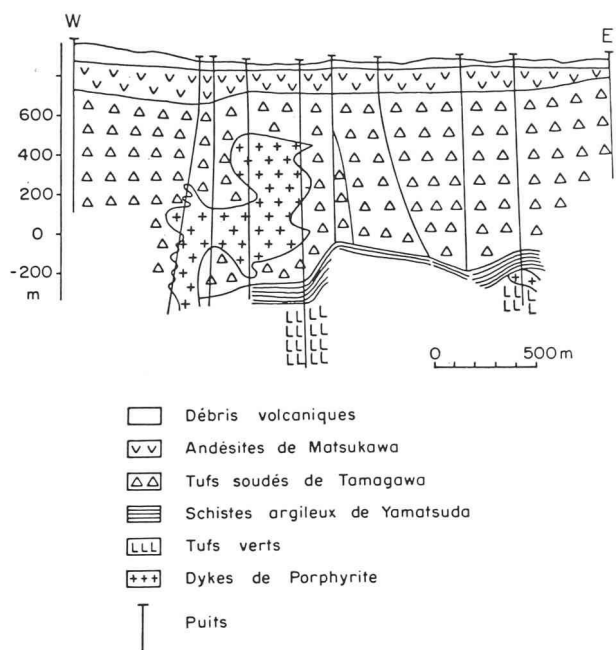 W
E
600
400
200
0
-200
m
0 500m
Débris volcaniques
Andésites de Matsukawa
Tufs soudés de Tamagawa
Schistes argileux de Yamatsuda
Tufs verts
Dykes de Porphyrite
Puits